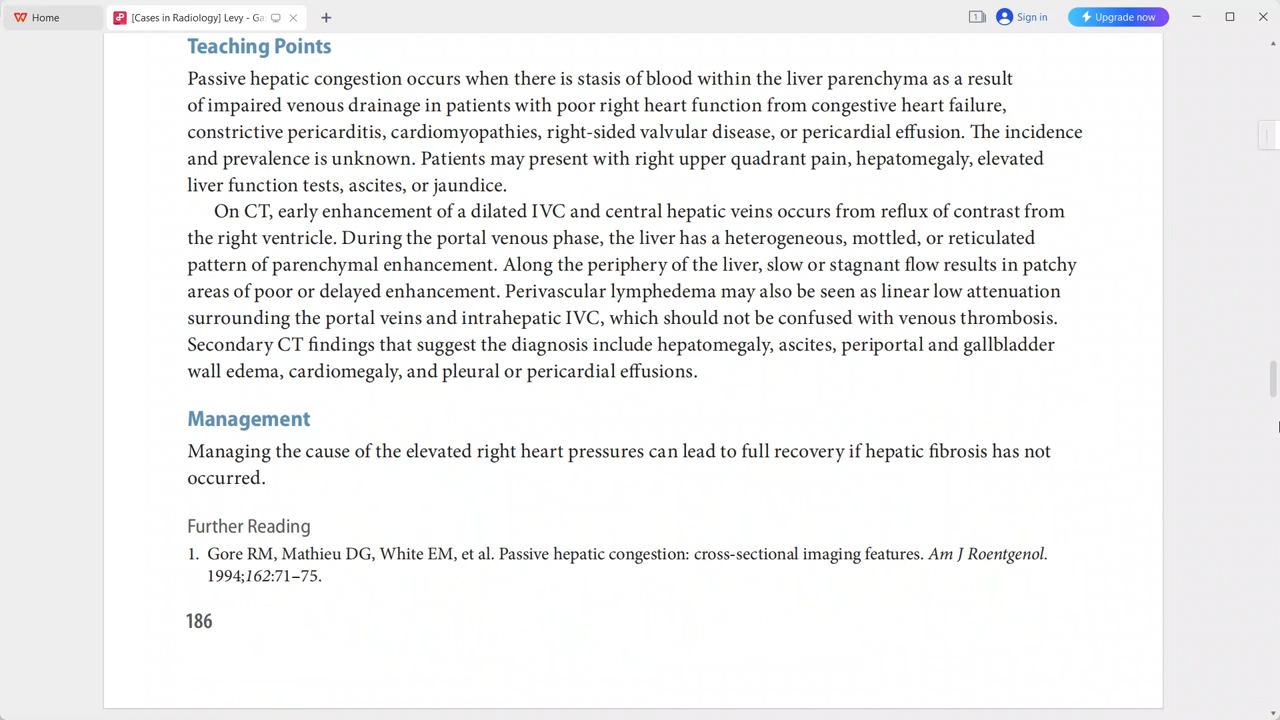 Home
[Cases in Radiology] Levy - Ga
Sign in
Upgrade now
Teaching Points
Passive hepatic congestion occurs when there is stasis of blood within the liver parenchyma as a result
of impaired venous drainage in patients with poor right heart function from congestive heart failure,
constrictive pericarditis, cardiomyopathies, right-sided valvular disease, or pericardial effusion. The incidence
and prevalence is unknown. Patients may present with right upper quadrant pain, hepatomegaly, elevated
liver function tests, ascites, or jaundice.
On CT, early enhancement of a dilated IVC and central hepatic veins occurs from reflux of contrast from
the right ventricle. During the portal venous phase, the liver has a heterogeneous, mottled, or reticulated
pattern of parenchymal enhancement. Along the periphery of the liver, slow or stagnant flow results in patchy
areas of poor or delayed enhancement. Perivascular lymphedema may also be seen as linear low attenuation
surrounding the portal veins and intrahepatic IVC, which should not be confused with venous thrombosis.
Secondary CT findings that suggest the diagnosis include hepatomegaly, ascites, periportal and gallbladder
wall edema, cardiomegaly, and pleural or pericardial effusions.
Management
Managing the cause of the elevated right heart pressures can lead to full recovery if hepatic fibrosis has not
occurred.
Further Reading
1. Gore RM, Mathieu DG, White EM, et al. Passive hepatic congestion: cross-sectional imaging features. Am J Roentgenol.
1994;162:71–75.
186